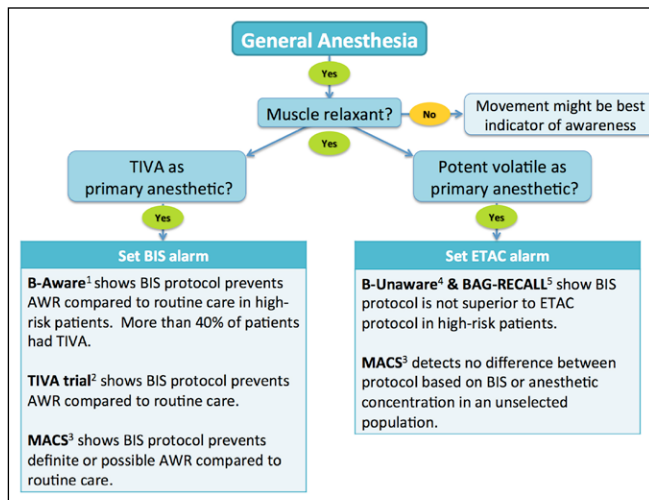 General Anesthesia
Yes
Muscle relaxant?
No
Movement might be best
indicator of awareness
Yes
TIVA as
primary anesthetic?
Potent volatile as
primary anesthetic?
Yes
Yes
Set BIS alarm
B-Aware¹ shows BIS protocol prevents
AWR compared to routine care in high-
risk patients. More than 40% of patients
had TIVA.
TIVA trial² shows BIS protocol prevents
AWR compared to routine care.
MACS³ shows BIS protocol prevents
definite or possible AWR compared to
routine care.
Set ETAC alarm
B-Unaware⁴ & BAG-RECALL⁵ show BIS
protocol is not superior to ETAC
protocol in high-risk patients.
MACS³ detects no difference between
protocol based on BIS or anesthetic
concentration in an unselected
population.